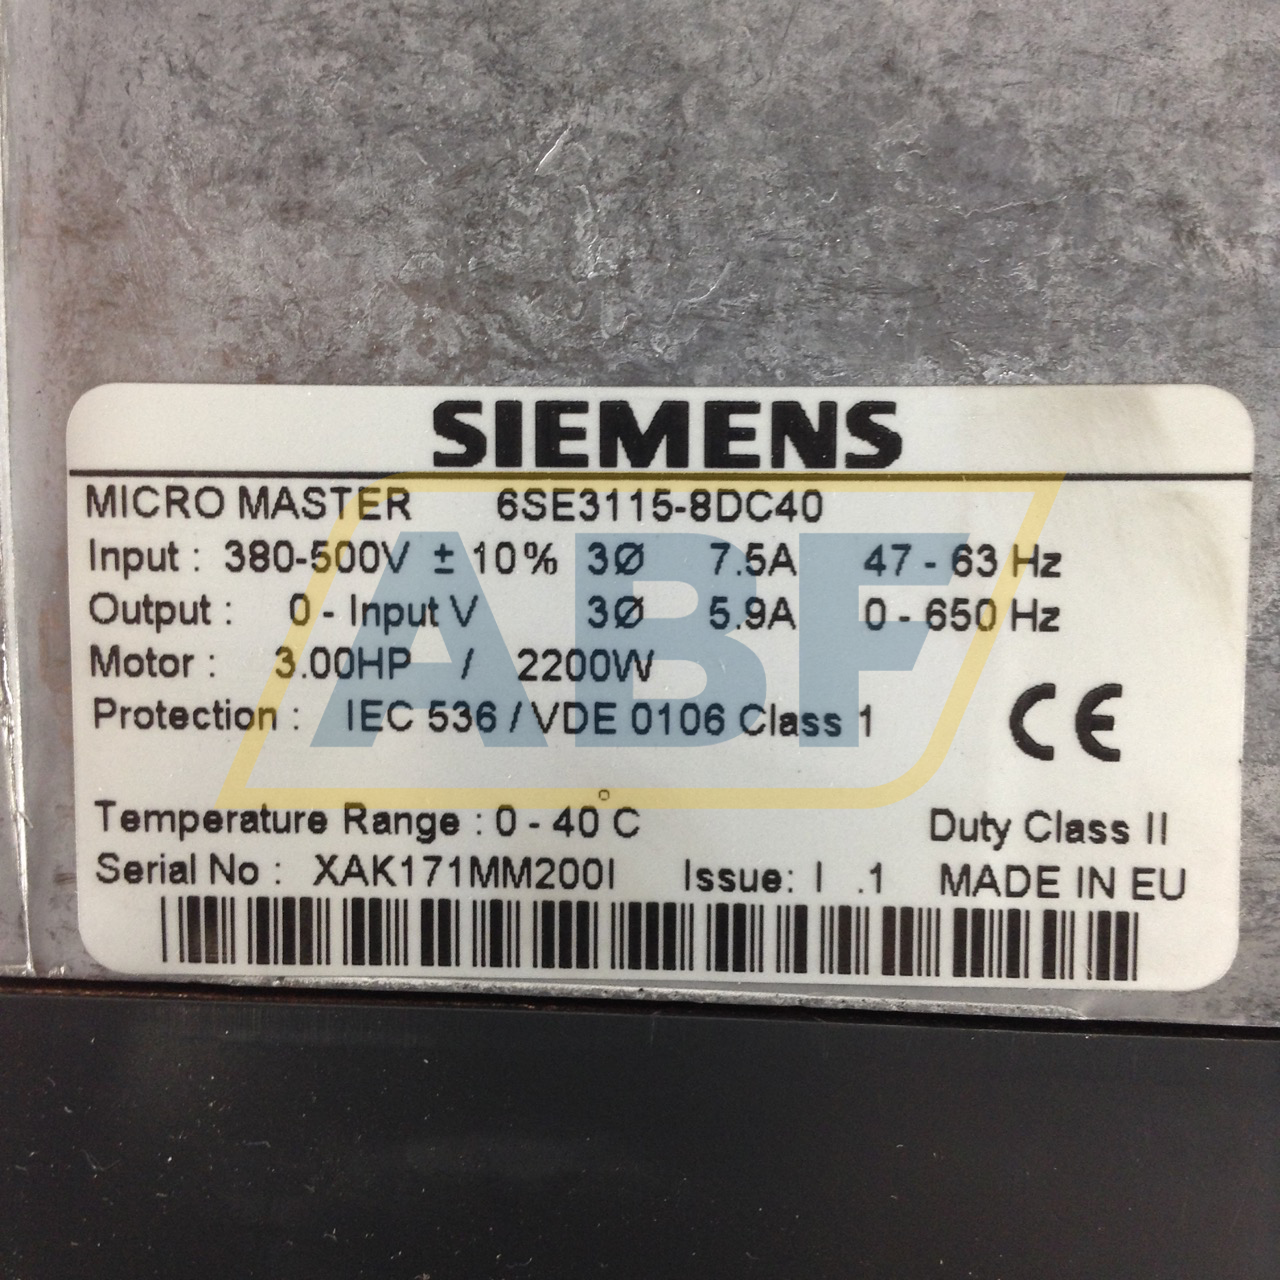 SIEMENS
MICRO MASTER 6SE3115-8DC40
Input : 380-500V ± 10% 3Ø 7.5A 47 - 63 Hz
Output : 0 - Input V 3Ø 5.9A 0 - 650 Hz
Motor : 3.00HP / 2200W
Protection : IEC 536 / VDE 0106 Class 1
CE
ABF
Temperature Range : 0 - 40°C Duty Class II
Serial No : XAK171MM200I Issue: I .1 MADE IN EU